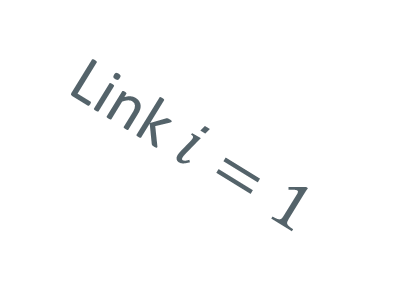 Link i = 1